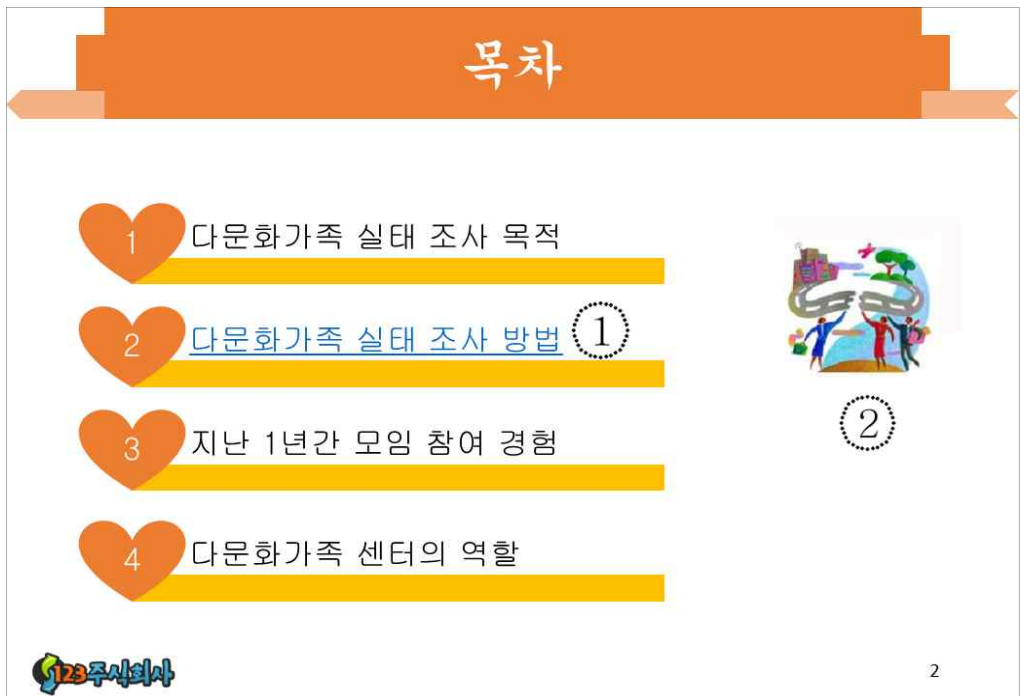 목차
1 다문화가족 실태 조사 목적
2 다문화가족 실태 조사 방법 ①
②
3 지난 1년간 모임 참여 경험
4 다문화가족 센터의 역할
123주식회사
2